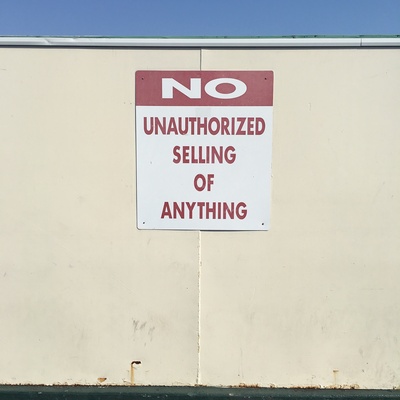 NO
UNAUTHORIZED
SELLING
OF
ANYTHING